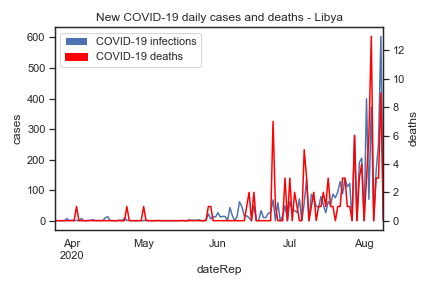 New COVID-19 daily cases and deaths - Libya
COVID-19 infections
COVID-19 deaths
cases
600
500
400
300
200
100
0
deaths
12
10
8
6
4
2
0
Apr
2020
May
Jun
Jul
Aug
dateRep